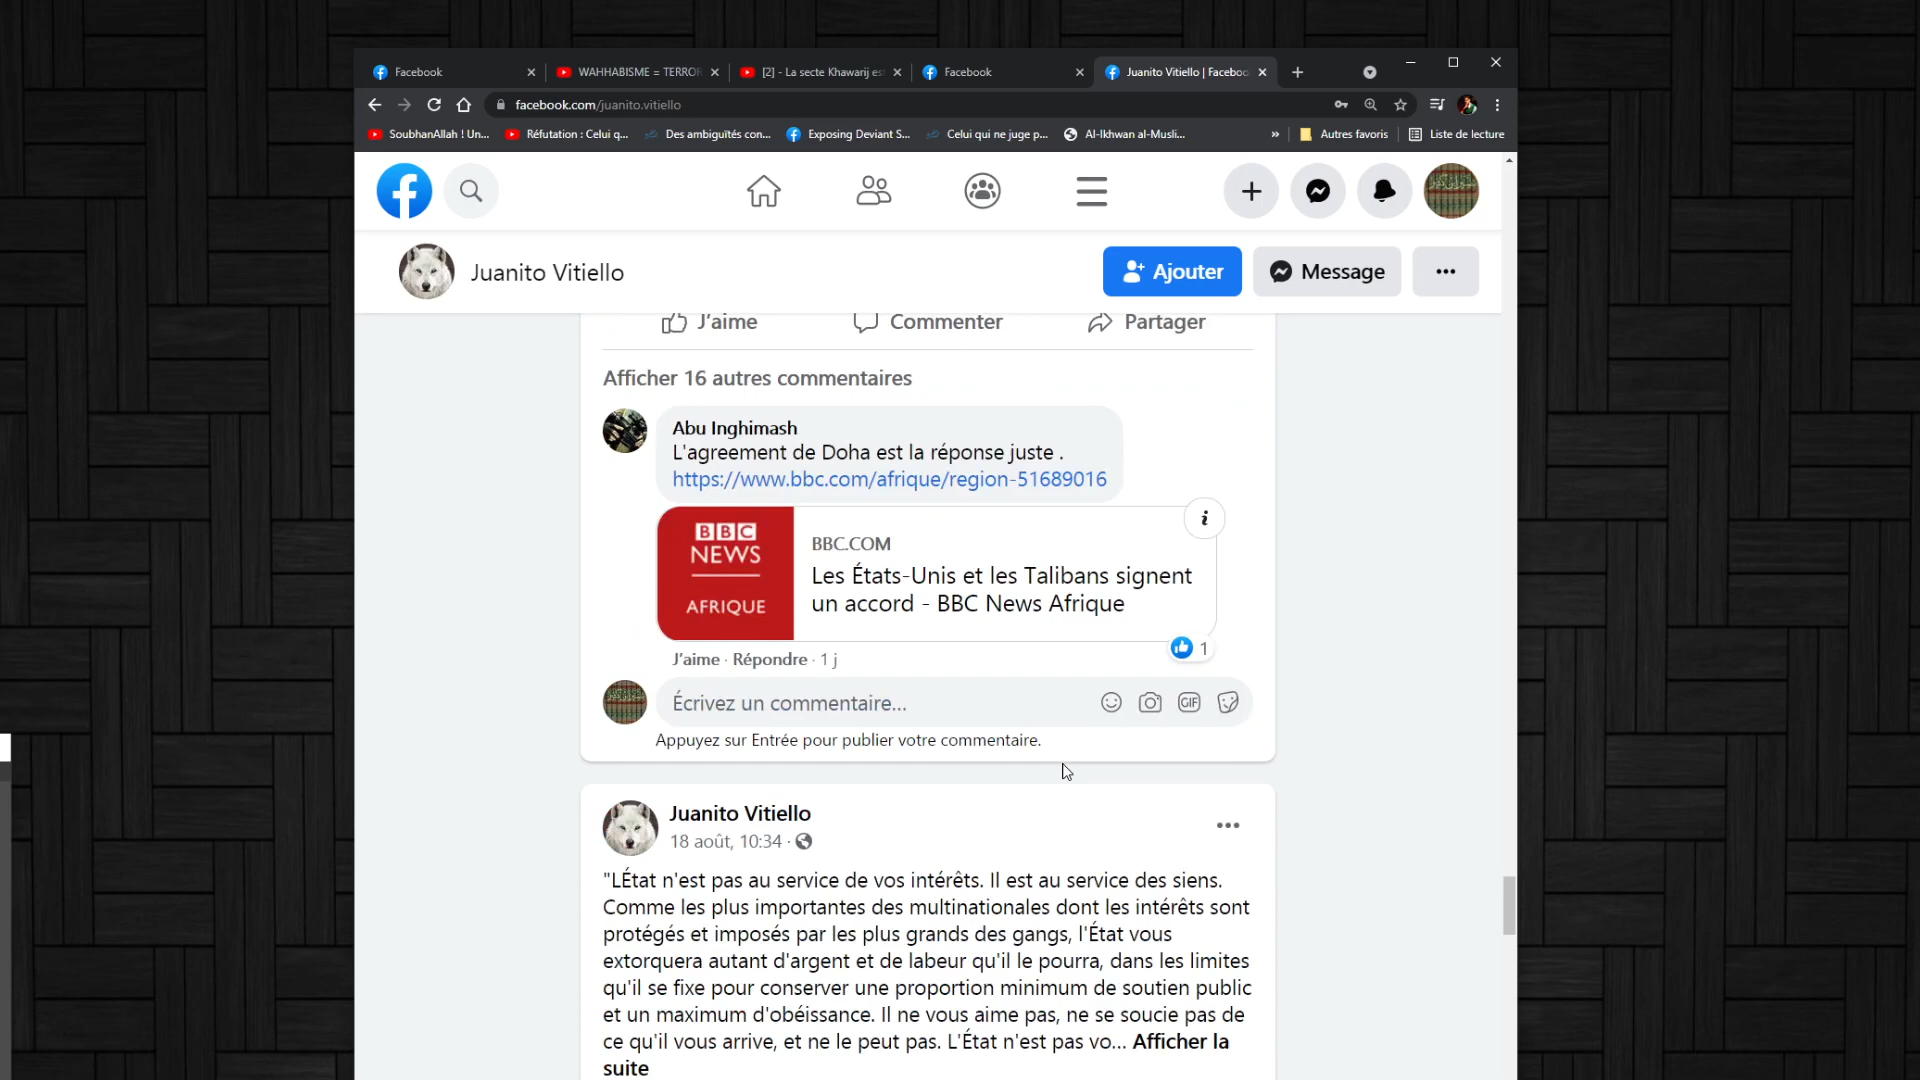 Facebook
WAHHABISME = TERROR
[2] - La secte Khawarij es
Facebook
Juanito Vitiello | Faceboo
facebook.com/juanito.vitiello
SoubhanAllah ! Un...
Réfutation : Celui q...
Des ambiguïtés con...
Exposing Deviant S...
Celui qui ne juge p...
Al-Ikhwan al-Musli...
»
Autres favoris
Liste de lecture
Juanito Vitiello
Ajouter
Message
J'aime
Commenter
Partager
Afficher 16 autres commentaires
Abu Inghimash
L'agreement de Doha est la réponse juste .
https://www.bbc.com/afrique/region-51689016
BBC
NEWS
AFRIQUE
BBC.COM
Les États-Unis et les Talibans signent
un accord - BBC News Afrique
J'aime · Répondre · 1 j
1
Écrivez un commentaire...
GIF
Appuyez sur Entrée pour publier votre commentaire.
Juanito Vitiello
18 août, 10:34 ·
"LÉtat n'est pas au service de vos intérêts. Il est au service des siens.
Comme les plus importantes des multinationales dont les intérêts sont
protégés et imposés par les plus grands des gangs, l'État vous
extorquera autant d'argent et de labeur qu'il le pourra, dans les limites
qu'il se fixe pour conserver une proportion minimum de soutien public
et un maximum d'obéissance. Il ne vous aime pas, ne se soucie pas de
ce qu'il vous arrive, et ne le peut pas. L'État n'est pas vo... Afficher la
suite